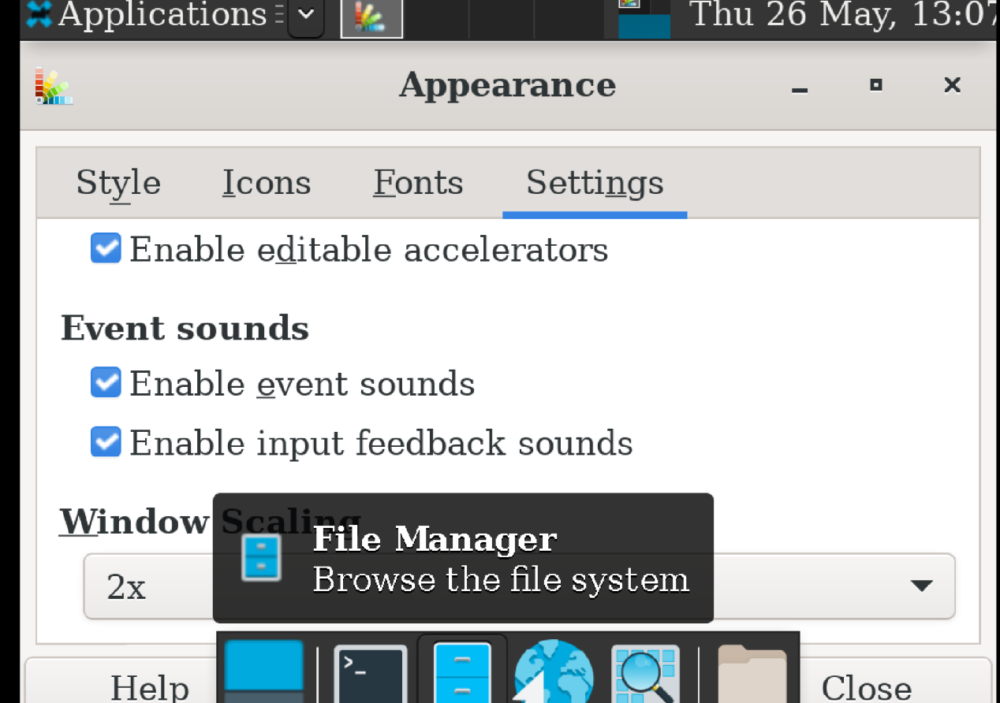 Applications
Thu 26 May, 13:07
Appearance
Style Icons Fonts Settings
Enable editable accelerators
Event sounds
Enable event sounds
Enable input feedback sounds
Window Scaling
File Manager
Browse the file system
2x
>_
Help
Close